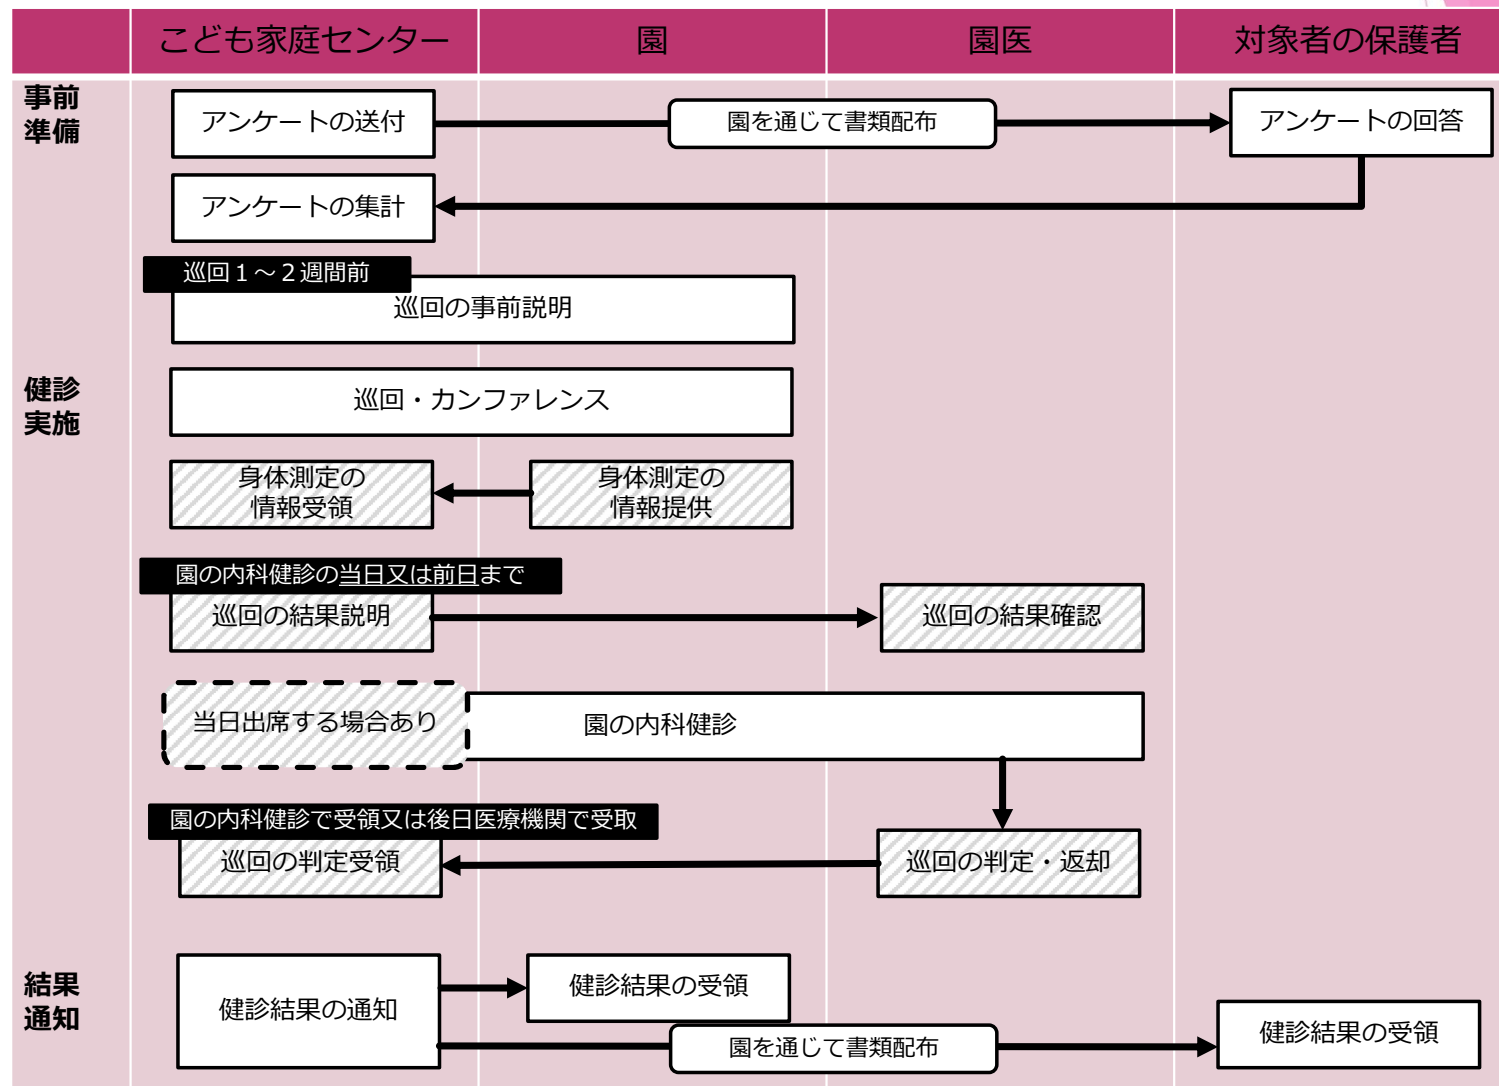 こども家庭センター
園
園医
対象者の保護者
事前
準備
アンケートの送付
園を通じて書類配布
アンケートの回答
アンケートの集計
巡回１～２週間前
巡回の事前説明
健診
実施
巡回・カンファレンス
身体測定の
情報受領
身体測定の
情報提供
園の内科健診の当日又は前日まで
巡回の結果説明
巡回の結果確認
当日出席する場合あり
園の内科健診
園の内科健診で受領又は後日医療機関で受取
巡回の判定受領
巡回の判定・返却
結果
通知
健診結果の通知
健診結果の受領
園を通じて書類配布
健診結果の受領